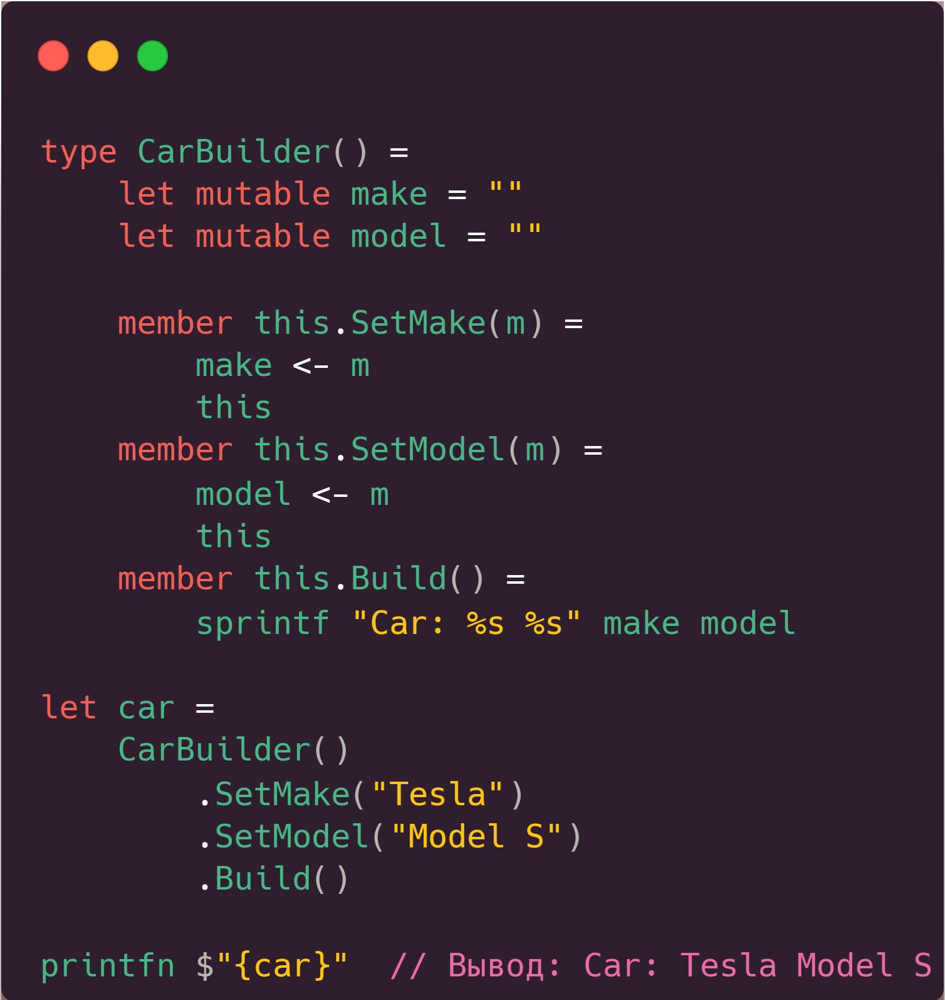 type CarBuilder() =
    let mutable make = ""
    let mutable model = ""

    member this.SetMake(m) =
        make <- m
        this
    member this.SetModel(m) =
        model <- m
        this
    member this.Build() =
        sprintf "Car: %s %s" make model

let car =
    CarBuilder()
        .SetMake("Tesla")
        .SetModel("Model S")
        .Build()

printfn $"{car}"  // Вывод: Car: Tesla Model S